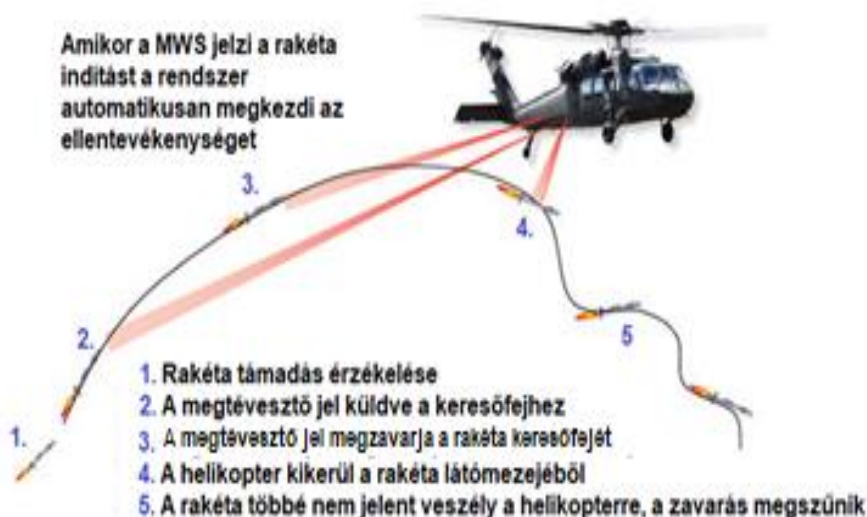 Amikor a MWS jelzi a rakéta
indítást a rendszer
automatikusan megkezdi az
ellentevékenységet
3.
4.
2.
5
1. Rakéta támadás érzékelése
2. A megtévesztő jel küldve a keresőfejhez
1.
3. A megtévesztő jel megzavarja a rakéta keresőfejét
4. A helikopter kikerül a rakéta látómezejéből
5. A rakéta többé nem jelent veszély a helikopterre, a zavarás megszűnik